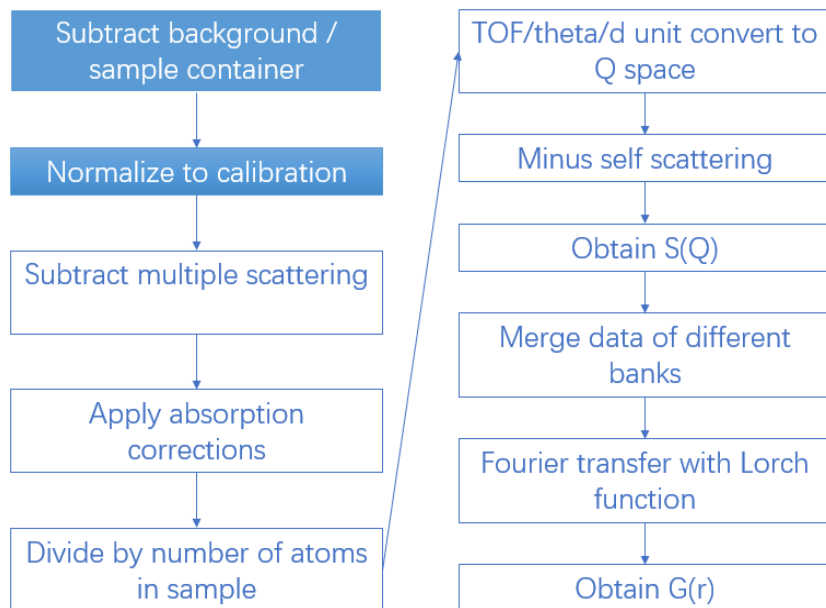 Subtract background /
sample container
Normalize to calibration
Subtract multiple scattering
Apply absorption
corrections
Divide by number of atoms
in sample
TOF/theta/d unit convert to
Q space
Minus self scattering
Obtain S(Q)
Merge data of different
banks
Fourier transfer with Lorch
function
Obtain G(r)